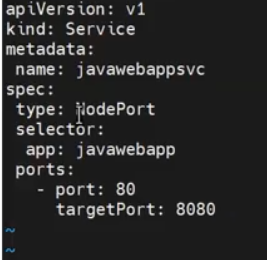 apiVersion: v1
kind: Service
metadata:
 name: javawebappsvc
spec:
 type: NodePort
 selector:
  app: javawebapp
 ports:
   - port: 80
     targetPort: 8080
~
~